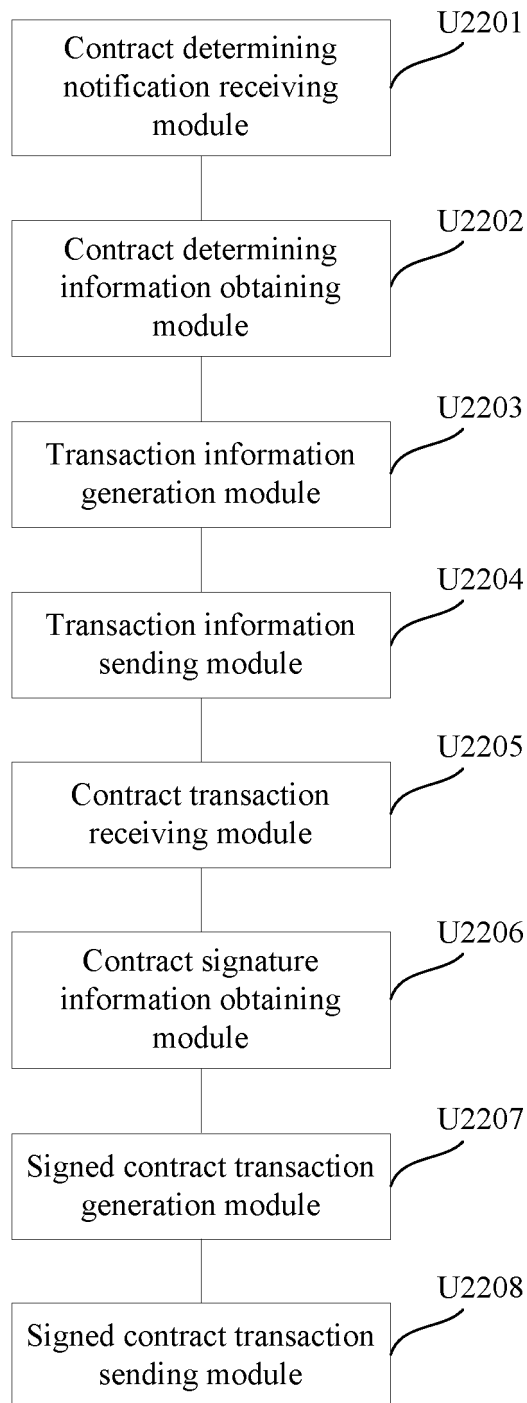 U2201
Contract determining
notification receiving
module
U2202
Contract determining
information obtaining
module
U2203
Transaction information
generation module
U2204
Transaction information
sending module
U2205
Contract transaction
receiving module
U2206
Contract signature
information obtaining
module
U2207
Signed contract transaction
generation module
U2208
Signed contract transaction
sending module